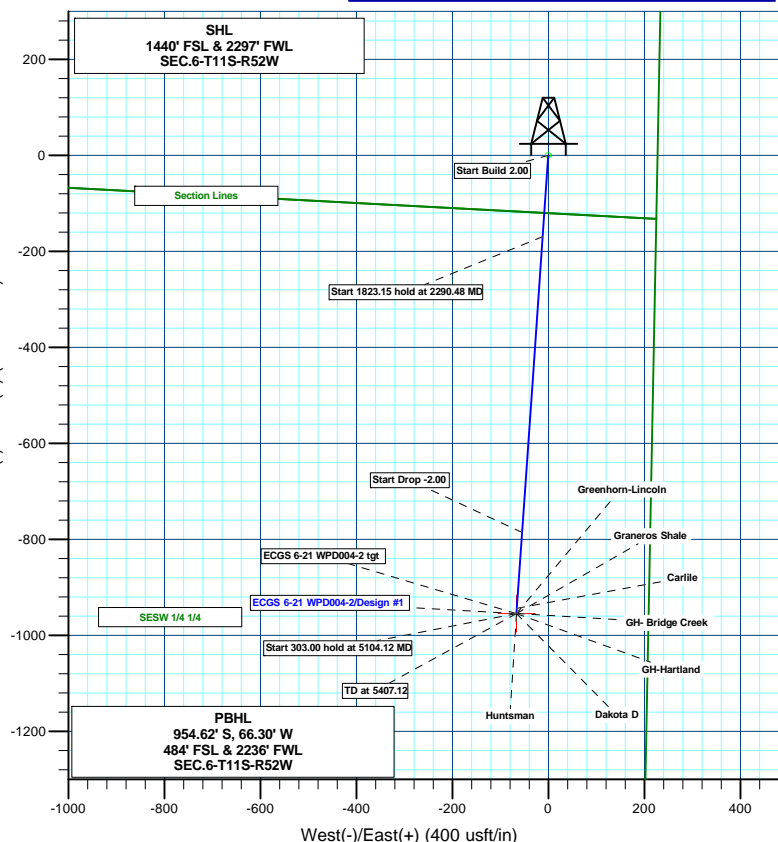 SHL
1440' FSL & 2297' FWL
SEC.6-T11S-R52W
200
0
-200
-400
-600
-800
-1000
-1200
Start Build 2.00
Section Lines
Start 1823.15 hold at 2290.48 MD
Start Drop -2.00
Greenhorn-Lincoln
Graneros Shale
ECGS 6-21 WPD004-2 tgt
Carlile
ECGS 6-21 WPD004-2/Design #1
SESW 1/4 1/4
GH- Bridge Creek
Start 303.00 hold at 5104.12 MD
GH-Hartland
TD at 5407.12
Huntsman
Dakota D
PBHL
954.62' S, 66.30' W
484' FSL & 2236' FWL
SEC.6-T11S-R52W
-1000 -800 -600 -400 -200 0 200 400
West(-)/East(+) (400 usft/in)